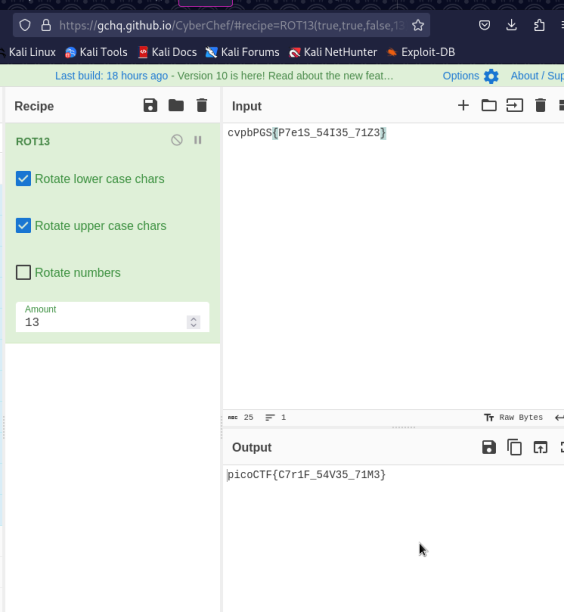 https://gchq.github.io/CyberChef/#recipe=ROT13(true,true,false,13
Kali Linux Kali Tools Kali Docs Kali Forums Kali NetHunter Exploit-DB
Last build: 18 hours ago - Version 10 is here! Read about the new feat… Options About / Sup
Recipe
Input
ROT13
cvpbPGS{P7e1S_54I35_71Z3}
Rotate lower case chars
Rotate upper case chars
Rotate numbers
Amount
13
ABC 25 1 Tт Raw Bytes
Output
picoCTF{C7r1F_54V35_71M3}